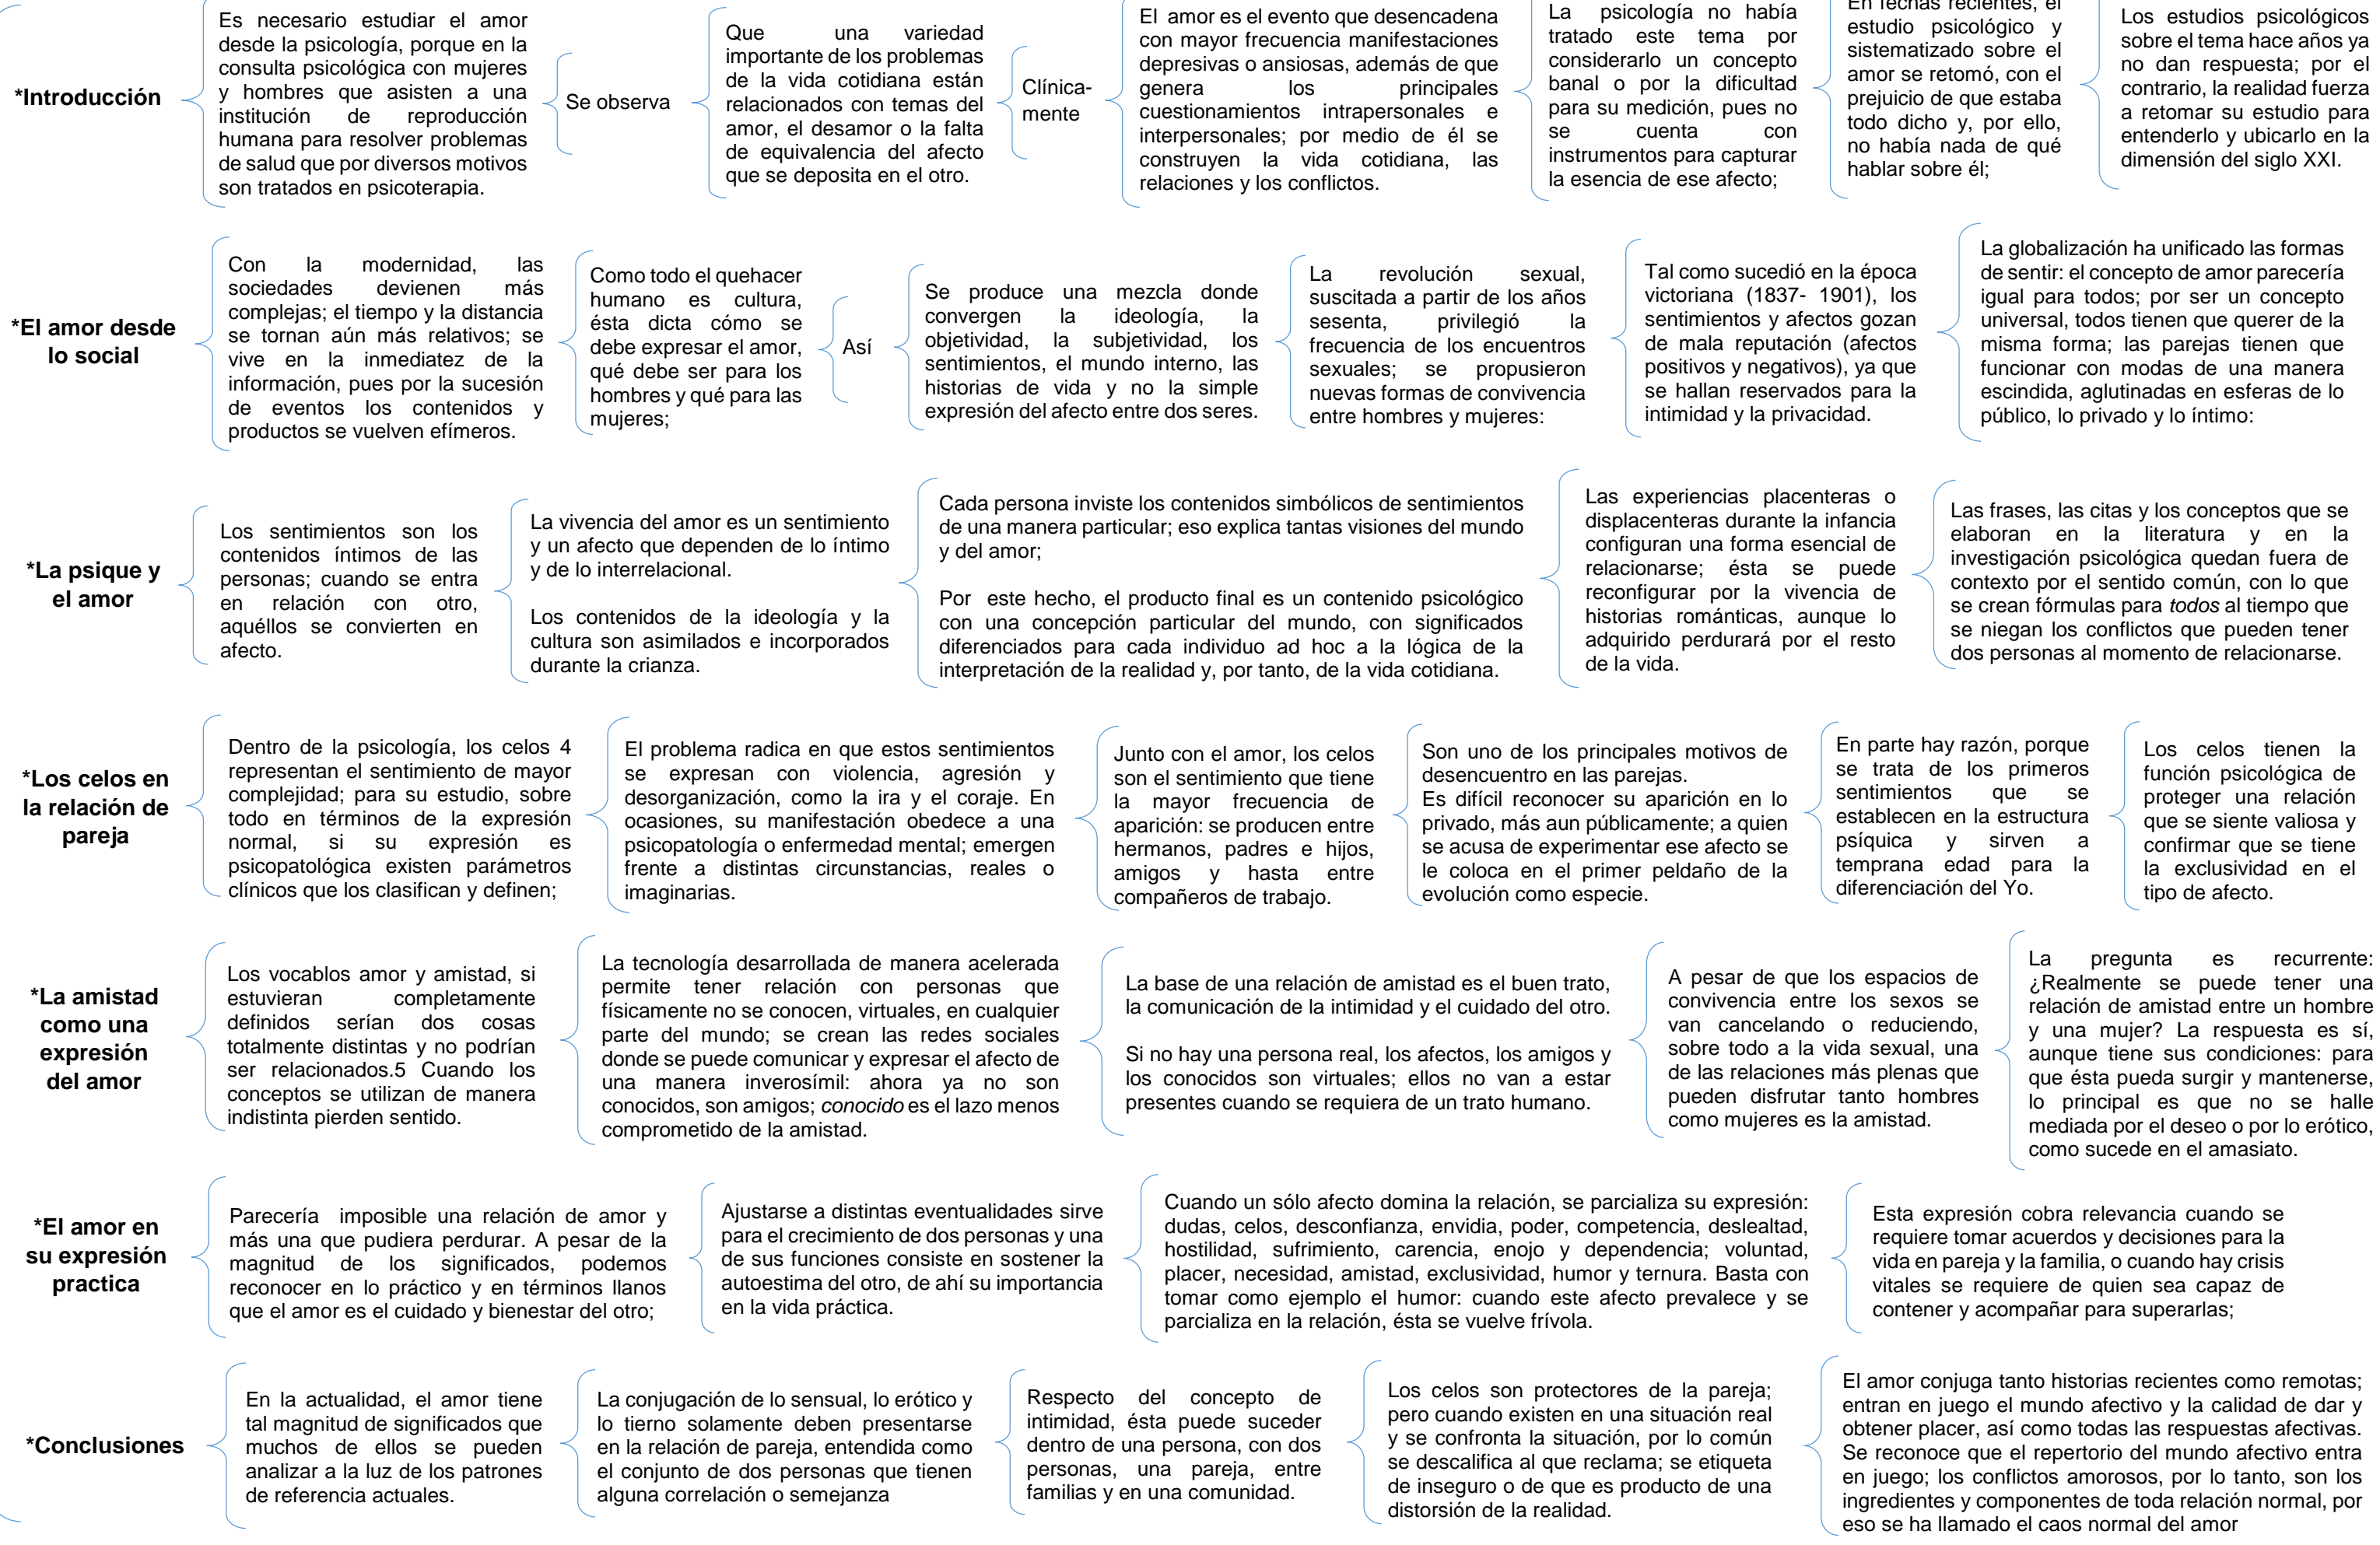 *Introducción
Es necesario estudiar el amor
desde la psicología, porque en la
consulta psicológica con mujeres
y hombres que asisten a una
institución de reproducción
humana para resolver problemas
de salud que por diversos motivos
son tratados en psicoterapia.
Se observa
Que una variedad
importante de los problemas
de la vida cotidiana están
relacionados con temas del
amor, el desamor o la falta
de equivalencia del afecto
que se deposita en el otro.
Clínica-
mente
El amor es el evento que desencadena
con mayor frecuencia manifestaciones
depresivas o ansiosas, además de que
genera los principales
cuestionamientos intrapersonales e
interpersonales; por medio de él se
construyen la vida cotidiana, las
relaciones y los conflictos.
La psicología no había
tratado este tema por
considerarlo un concepto
banal o por la dificultad
para su medición, pues no
se cuenta con
instrumentos para capturar
la esencia de ese afecto;
En fechas recientes, el
estudio psicológico y
sistematizado sobre el
amor se retomó, con el
prejuicio de que estaba
todo dicho y, por ello,
no había nada de qué
hablar sobre él;
Los estudios psicológicos
sobre el tema hace años ya
no dan respuesta; por el
contrario, la realidad fuerza
a retomar su estudio para
entenderlo y ubicarlo en la
dimensión del siglo XXI.
*El amor desde
lo social
Con la modernidad, las
sociedades devienen más
complejas; el tiempo y la distancia
se tornan aún más relativos; se
vive en la inmediatez de la
información, pues por la sucesión
de eventos los contenidos y
productos se vuelven efímeros.
Como todo el quehacer
humano es cultura,
ésta dicta cómo se
debe expresar el amor,
qué debe ser para los
hombres y qué para las
mujeres;
Así
Se produce una mezcla donde
convergen la ideología, la
objetividad, la subjetividad, los
sentimientos, el mundo interno, las
historias de vida y no la simple
expresión del afecto entre dos seres.
La revolución sexual,
suscitada a partir de los años
sesenta, privilegió la
frecuencia de los encuentros
sexuales; se propusieron
nuevas formas de convivencia
entre hombres y mujeres:
Tal como sucedió en la época
victoriana (1837- 1901), los
sentimientos y afectos gozan
de mala reputación (afectos
positivos y negativos), ya que
se hallan reservados para la
intimidad y la privacidad.
La globalización ha unificado las formas
de sentir: el concepto de amor parecería
igual para todos; por ser un concepto
universal, todos tienen que querer de la
misma forma; las parejas tienen que
funcionar con modas de una manera
escindida, aglutinadas en esferas de lo
público, lo privado y lo íntimo:
*La psique y
el amor
Los sentimientos son los
contenidos íntimos de las
personas; cuando se entra
en relación con otro,
aquéllos se convierten en
afecto.
La vivencia del amor es un sentimiento
y un afecto que dependen de lo íntimo
y de lo interrelacional.
Los contenidos de la ideología y la
cultura son asimilados e incorporados
durante la crianza.
Cada persona inviste los contenidos simbólicos de sentimientos
de una manera particular; eso explica tantas visiones del mundo
y del amor;
Por este hecho, el producto final es un contenido psicológico
con una concepción particular del mundo, con significados
diferenciados para cada individuo ad hoc a la lógica de la
interpretación de la realidad y, por tanto, de la vida cotidiana.
Las experiencias placenteras o
displacenteras durante la infancia
configuran una forma esencial de
relacionarse; ésta se puede
reconfigurar por la vivencia de
historias románticas, aunque lo
adquirido perdurará por el resto
de la vida.
Las frases, las citas y los conceptos que se
elaboran en la literatura y en la
investigación psicológica quedan fuera de
contexto por el sentido común, con lo que
se crean fórmulas para todos al tiempo que
se niegan los conflictos que pueden tener
dos personas al momento de relacionarse.
*Los celos en
la relación de
pareja
Dentro de la psicología, los celos 4
representan el sentimiento de mayor
complejidad; para su estudio, sobre
todo en términos de la expresión
normal, si su expresión es
psicopatológica existen parámetros
clínicos que los clasifican y definen;
El problema radica en que estos sentimientos
se expresan con violencia, agresión y
desorganización, como la ira y el coraje. En
ocasiones, su manifestación obedece a una
psicopatología o enfermedad mental; emergen
frente a distintas circunstancias, reales o
imaginarias.
Junto con el amor, los celos
son el sentimiento que tiene
la mayor frecuencia de
aparición: se producen entre
hermanos, padres e hijos,
amigos y hasta entre
compañeros de trabajo.
Son uno de los principales motivos de
desencuentro en las parejas.
Es difícil reconocer su aparición en lo
privado, más aun públicamente; a quien
se acusa de experimentar ese afecto se
le coloca en el primer peldaño de la
evolución como especie.
En parte hay razón, porque
se trata de los primeros
sentimientos que se
establecen en la estructura
psíquica y sirven a
temprana edad para la
diferenciación del Yo.
Los celos tienen la
función psicológica de
proteger una relación
que se siente valiosa y
confirmar que se tiene
la exclusividad en el
tipo de afecto.
*La amistad
como una
expresión
del amor
Los vocablos amor y amistad, si
estuvieran completamente
definidos serían dos cosas
totalmente distintas y no podrían
ser relacionados.5 Cuando los
conceptos se utilizan de manera
indistinta pierden sentido.
La tecnología desarrollada de manera acelerada
permite tener relación con personas que
físicamente no se conocen, virtuales, en cualquier
parte del mundo; se crean las redes sociales
donde se puede comunicar y expresar el afecto de
una manera inverosímil: ahora ya no son
conocidos, son amigos; conocido es el lazo menos
comprometido de la amistad.
La base de una relación de amistad es el buen trato,
la comunicación de la intimidad y el cuidado del otro.
Si no hay una persona real, los afectos, los amigos y
los conocidos son virtuales; ellos no van a estar
presentes cuando se requiera de un trato humano.
A pesar de que los espacios de
convivencia entre los sexos se
van cancelando o reduciendo,
sobre todo a la vida sexual, una
de las relaciones más plenas que
pueden disfrutar tanto hombres
como mujeres es la amistad.
La pregunta es recurrente:
¿Realmente se puede tener una
relación de amistad entre un hombre
y una mujer? La respuesta es sí,
aunque tiene sus condiciones: para
que ésta pueda surgir y mantenerse,
lo principal es que no se halle
mediada por el deseo o por lo erótico,
como sucede en el amasiato.
*El amor en
su expresión
practica
Parecería imposible una relación de amor y
más una que pudiera perdurar. A pesar de la
magnitud de los significados, podemos
reconocer en lo práctico y en términos llanos
que el amor es el cuidado y bienestar del otro;
Ajustarse a distintas eventualidades sirve
para el crecimiento de dos personas y una
de sus funciones consiste en sostener la
autoestima del otro, de ahí su importancia
en la vida práctica.
Cuando un sólo afecto domina la relación, se parcializa su expresión:
dudas, celos, desconfianza, envidia, poder, competencia, deslealtad,
hostilidad, sufrimiento, carencia, enojo y dependencia; voluntad,
placer, necesidad, amistad, exclusividad, humor y ternura. Basta con
tomar como ejemplo el humor: cuando este afecto prevalece y se
parcializa en la relación, ésta se vuelve frívola.
Esta expresión cobra relevancia cuando se
requiere tomar acuerdos y decisiones para la
vida en pareja y la familia, o cuando hay crisis
vitales se requiere de quien sea capaz de
contener y acompañar para superarlas;
*Conclusiones
En la actualidad, el amor tiene
tal magnitud de significados que
muchos de ellos se pueden
analizar a la luz de los patrones
de referencia actuales.
La conjugación de lo sensual, lo erótico y
lo tierno solamente deben presentarse
en la relación de pareja, entendida como
el conjunto de dos personas que tienen
alguna correlación o semejanza
Respecto del concepto de
intimidad, ésta puede suceder
dentro de una persona, con dos
personas, una pareja, entre
familias y en una comunidad.
Los celos son protectores de la pareja;
pero cuando existen en una situación real
y se confronta la situación, por lo común
se descalifica al que reclama; se etiqueta
de inseguro o de que es producto de una
distorsión de la realidad.
El amor conjuga tanto historias recientes como remotas;
entran en juego el mundo afectivo y la calidad de dar y
obtener placer, así como todas las respuestas afectivas.
Se reconoce que el repertorio del mundo afectivo entra
en juego; los conflictos amorosos, por lo tanto, son los
ingredientes y componentes de toda relación normal, por
eso se ha llamado el caos normal del amor